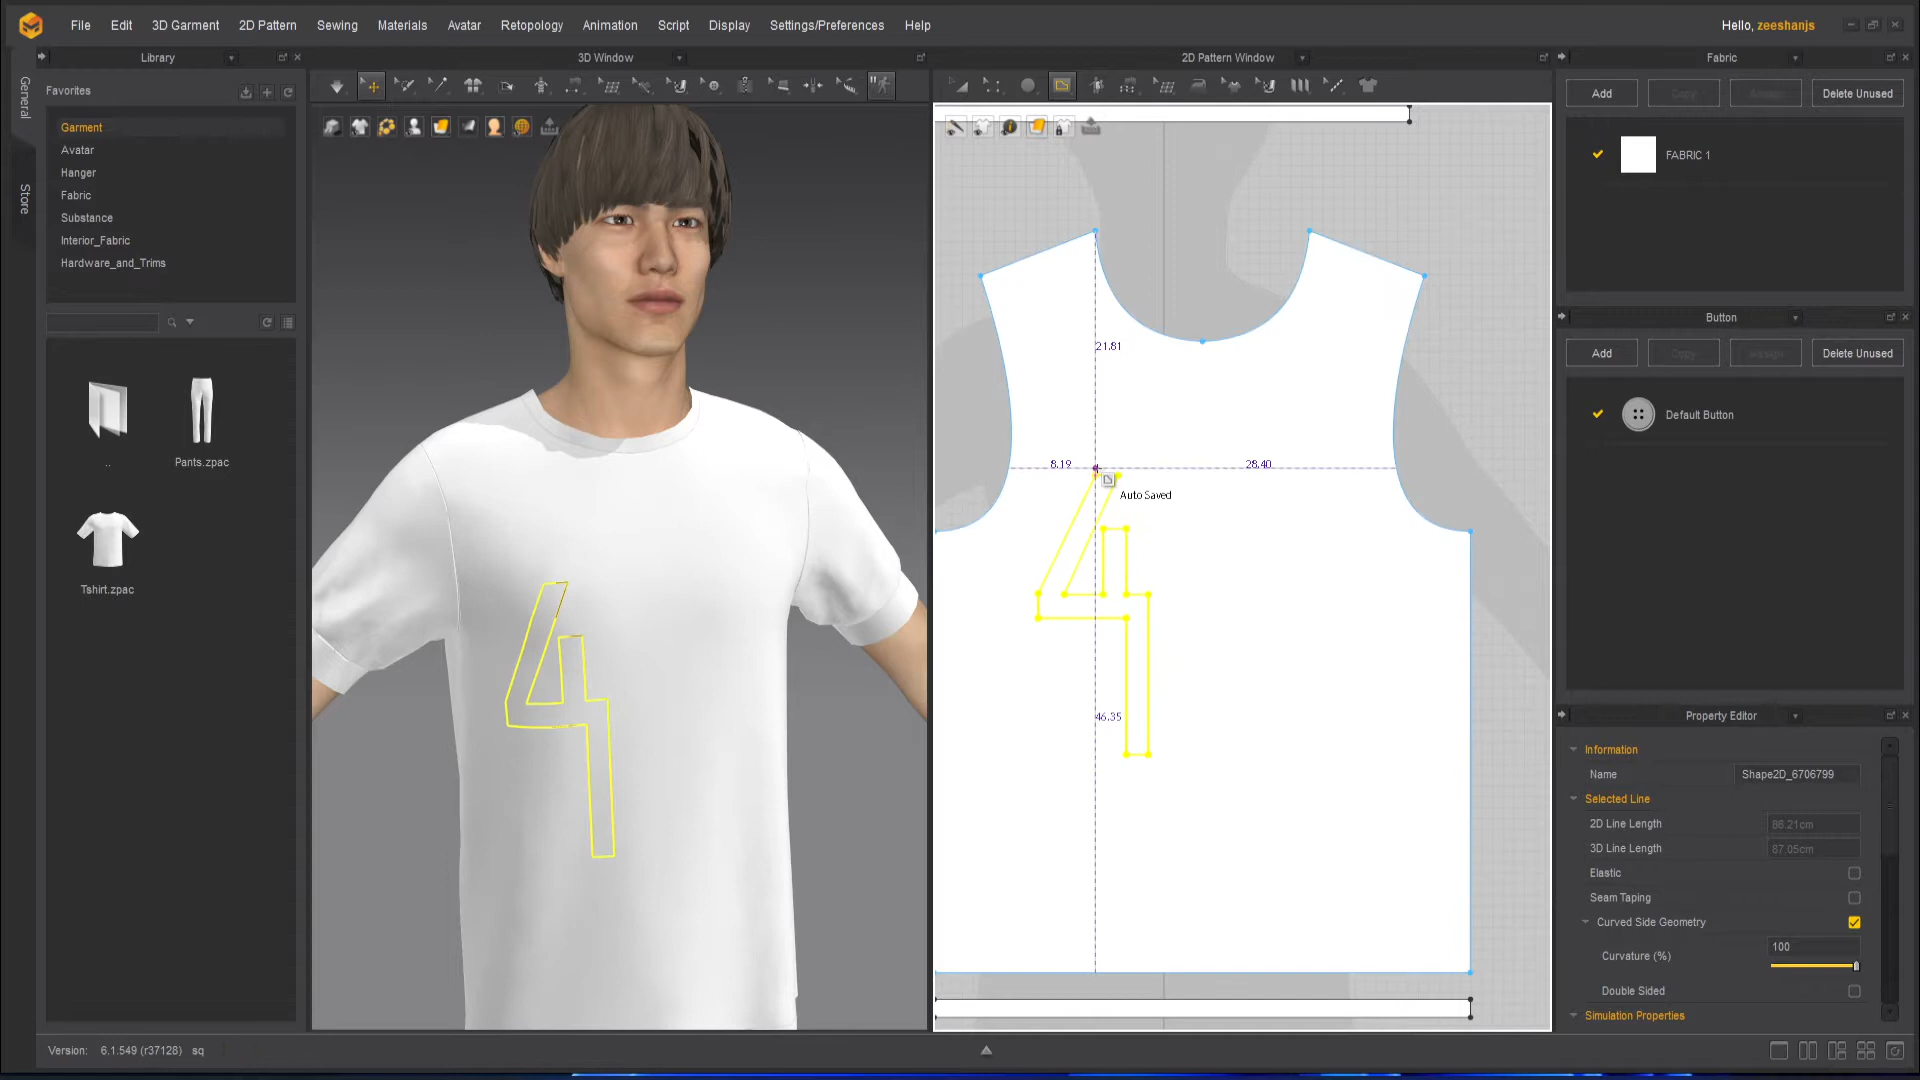 File Edit 3D Garment 2D Pattern Sewing Materials Avatar Retopology Animation Script Display Settings/Preferences Help Hello, zeeshanjs
Library 3D Window 2D Pattern Window Fabric
General
Store
Favorites
Garment
Avatar
Hanger
Fabric
Substance
Interior_Fabric
Hardware_and_Trims
..
Pants.zpac
Tshirt.zpac
21.81
8.19 28.40
Auto Saved
46.35
Add Copy Delete Unused
FABRIC 1
Button
Add Copy Assign Delete Unused
Default Button
Property Editor
Information
Name Shape2D_6706799
Selected Line
2D Line Length 88.21cm
3D Line Length 87.05cm
Elastic
Seam Taping
Curved Side Geometry
100
Curvature (%)
Double Sided
Simulation Properties
Version: 6.1.549 (r37128) sq